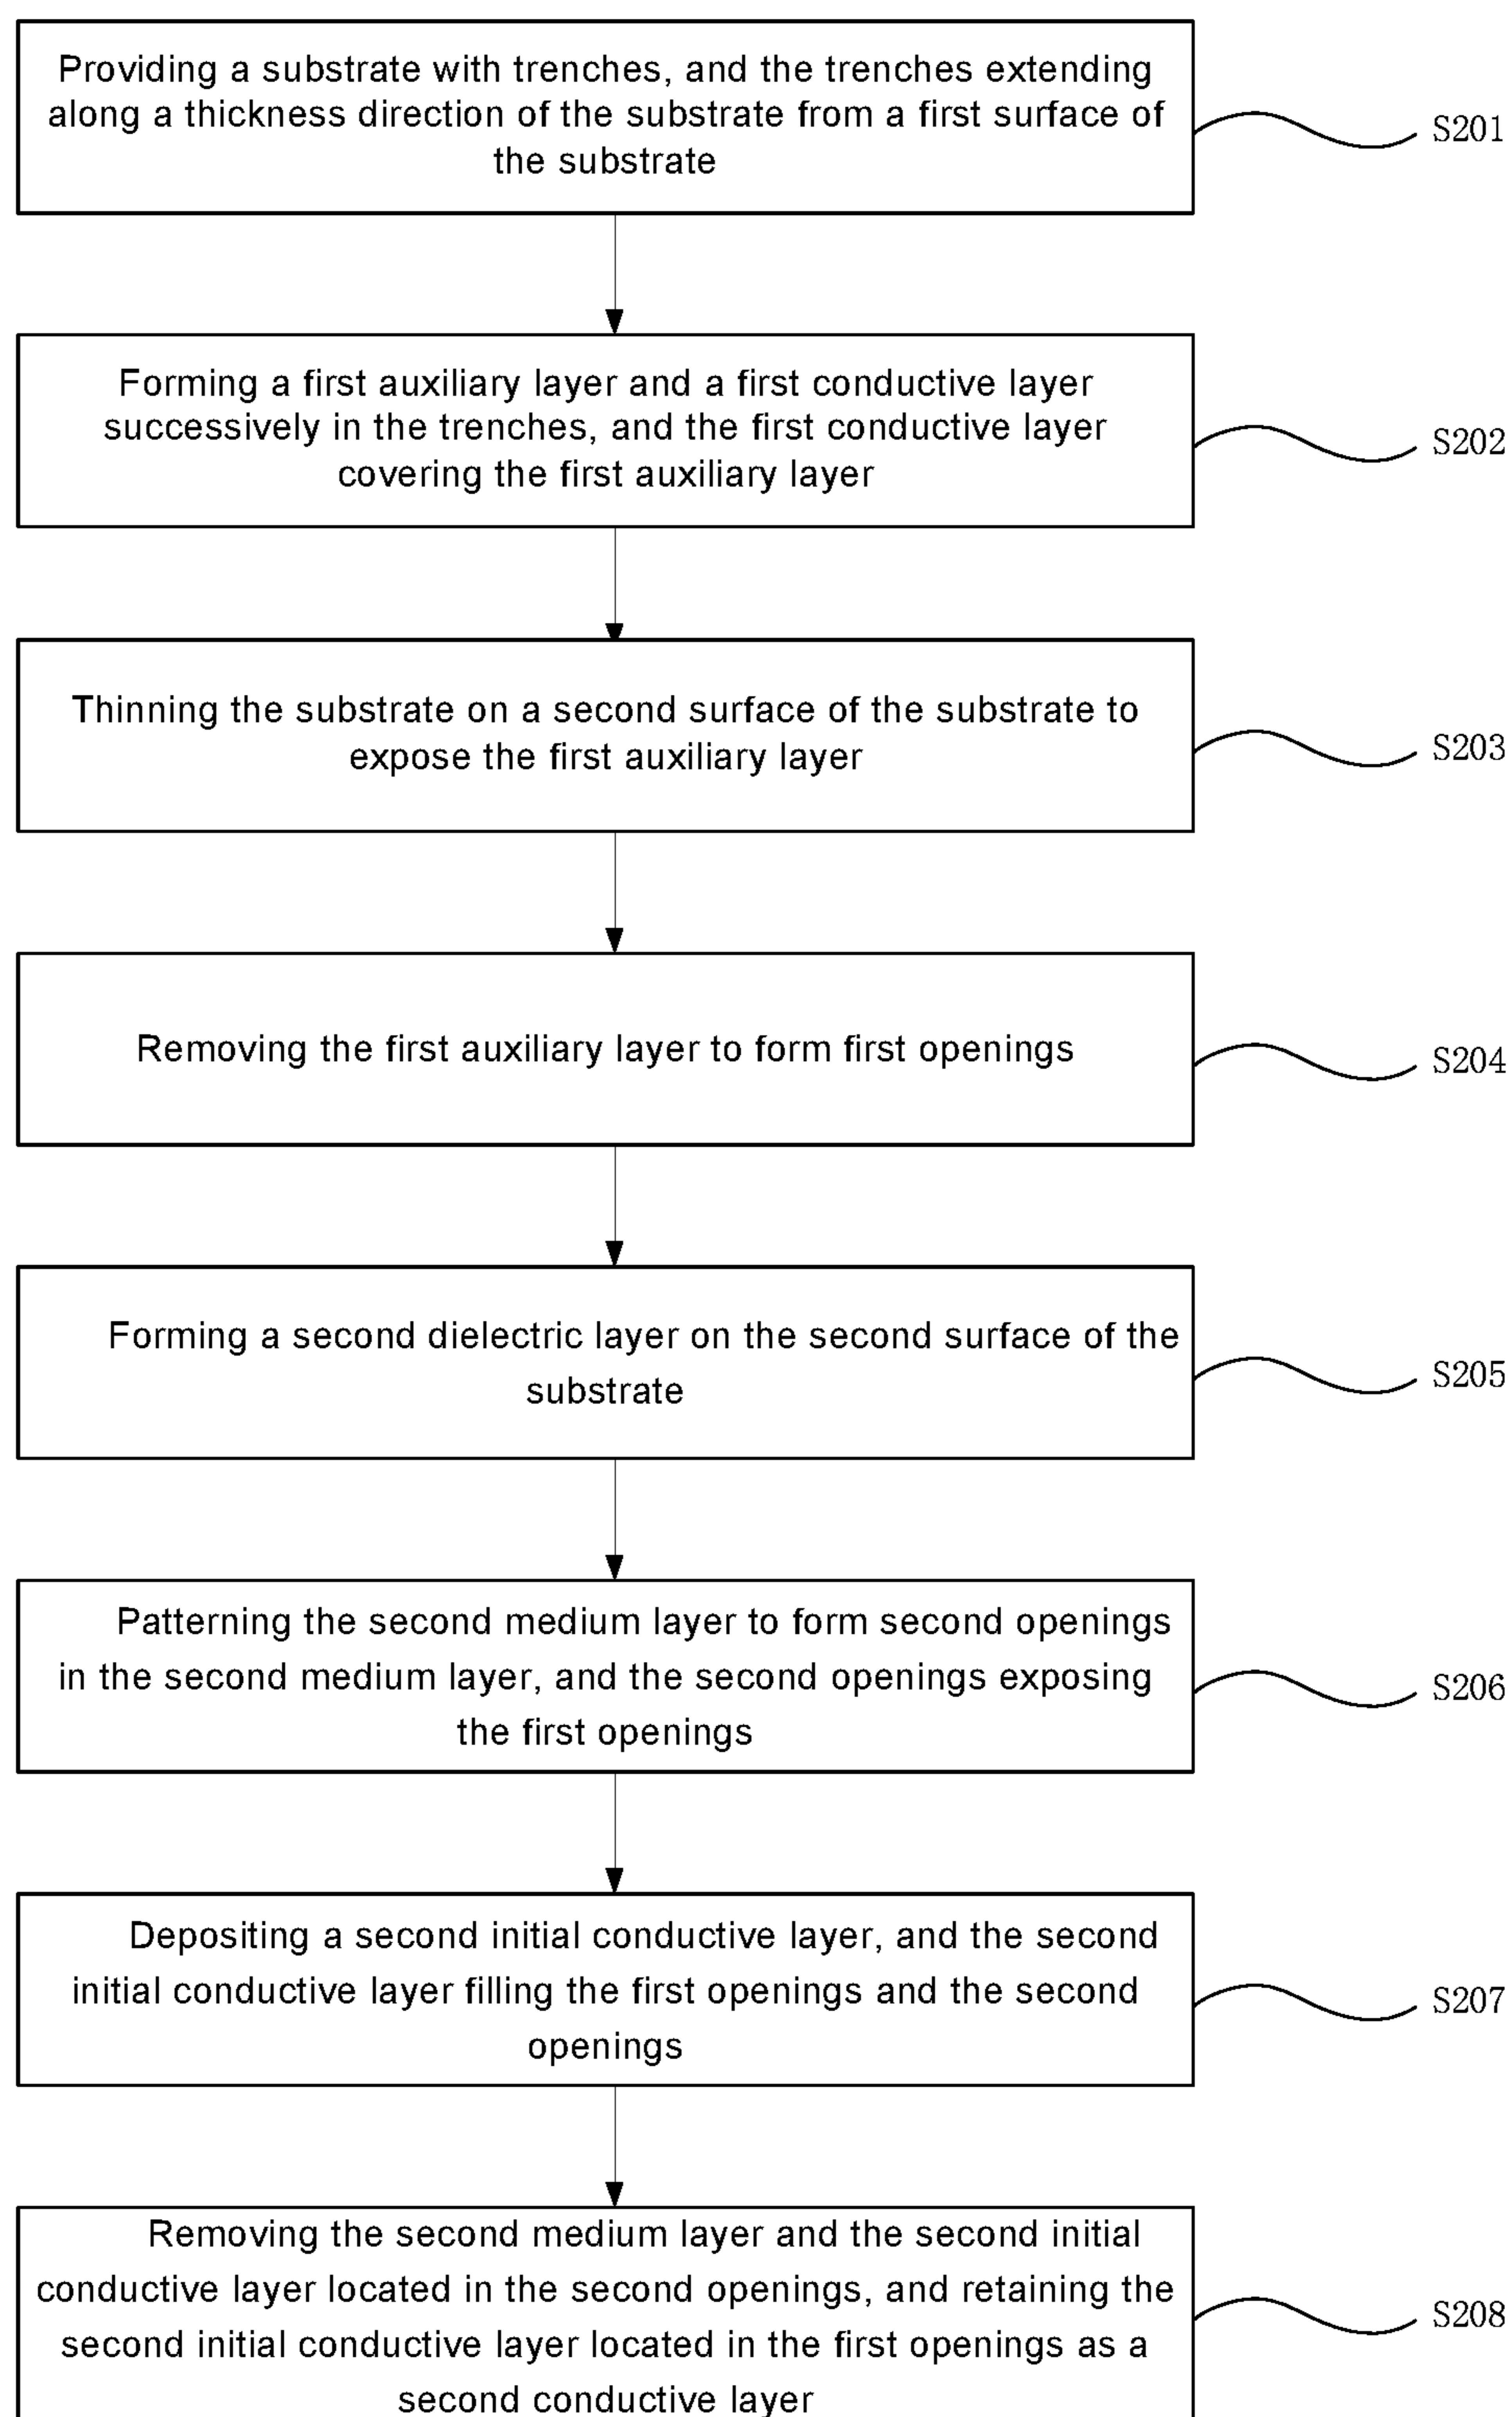 Providing a substrate with trenches, and the trenches extending
along a thickness direction of the substrate from a first surface of
the substrate
S201
Forming a first auxiliary layer and a first conductive layer
successively in the trenches, and the first conductive layer
covering the first auxiliary layer
S202
Thinning the substrate on a second surface of the substrate to
expose the first auxiliary layer
S203
Removing the first auxiliary layer to form first openings
S204
Forming a second dielectric layer on the second surface of the
substrate
S205
Patterning the second medium layer to form second openings
in the second medium layer, and the second openings exposing
the first openings
S206
Depositing a second initial conductive layer, and the second
initial conductive layer filling the first openings and the second
openings
S207
Removing the second medium layer and the second initial
conductive layer located in the second openings, and retaining the
second initial conductive layer located in the first openings as a
second conductive layer
S208